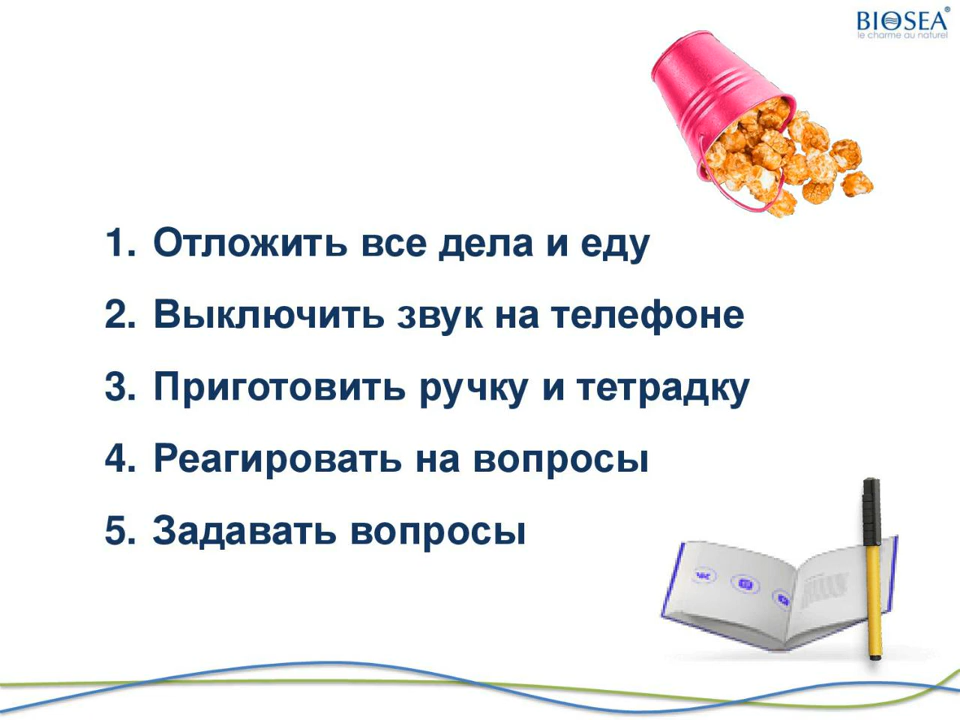 BIOSEA®
le charme au naturel
1. Отложить все дела и еду
2. Выключить звук на телефоне
3. Приготовить ручку и тетрадку
4. Реагировать на вопросы
5. Задавать вопросы